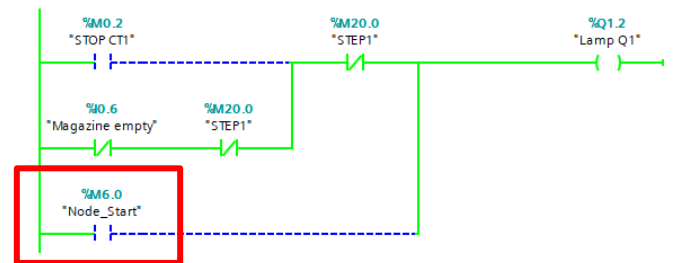 %M0.2
"STOP CT1"
%M20.0
"STEP1"
%Q1.2
"Lamp Q1"
%I0.6
"Magazine empty"
%M20.0
"STEP1"
%M6.0
"Node_Start"